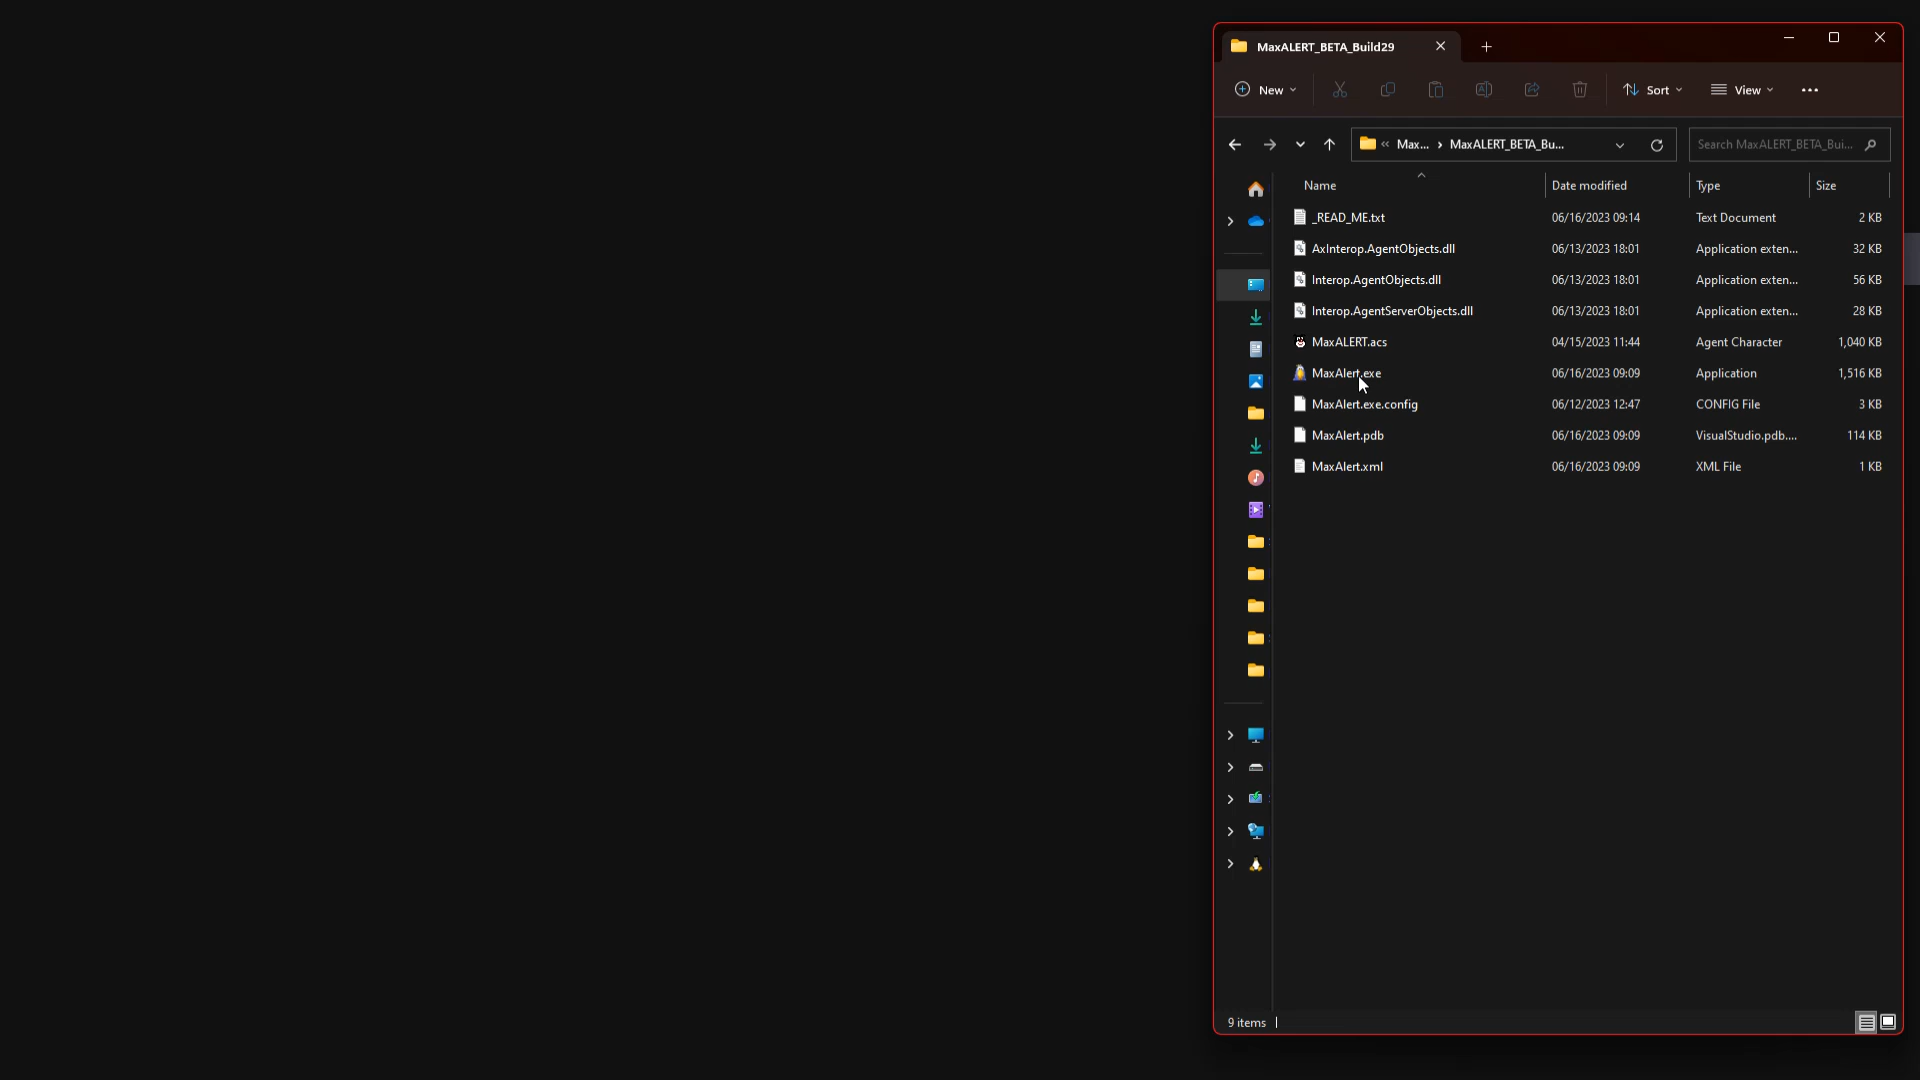 MaxALERT_BETA_Build29
New
Sort
View
Max... MaxALERT_BETA_Bu...
Search MaxALERT_BETA_Bui...
Name Date modified Type Size
_READ_ME.txt 06/16/2023 09:14 Text Document 2 KB
AxInterop.AgentObjects.dll 06/13/2023 18:01 Application exten... 32 KB
Interop.AgentObjects.dll 06/13/2023 18:01 Application exten... 56 KB
Interop.AgentServerObjects.dll 06/13/2023 18:01 Application exten... 28 KB
MaxALERT.acs 04/15/2023 11:44 Agent Character 1,040 KB
MaxAlert.exe 06/16/2023 09:09 Application 1,516 KB
MaxAlert.exe.config 06/12/2023 12:47 CONFIG File 3 KB
MaxAlert.pdb 06/16/2023 09:09 VisualStudio.pdb.... 114 KB
MaxAlert.xml 06/16/2023 09:09 XML File 1 KB
9 items